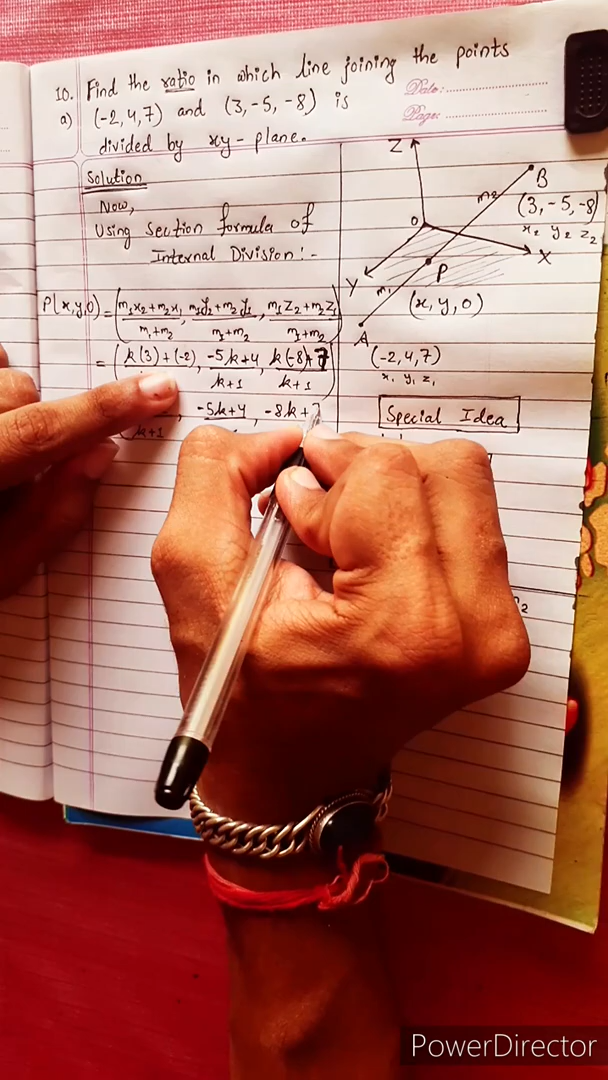 10. Find the ratio in which line joining the points
a) (-2,4,7) and (3,-5,-8) is
divided by xy-plane.
Date:
Page:
Solution
Now,
Using section formula of
Internal Division:-
Z
B
m2
(3,-5,-8)
x2 y2 z2
O
X
Y
P
m1
(x, y, 0)
A
(-2,4,7)
x1 y1 z1
P(x,y,0) = (m1x2+m2x1/m1+m2, m1y2+m2y1/m1+m2, m1z2+m2z1/m1+m2)
= (k(3)+(-2), -5k+4/k+1, k(-8)+7/k+1)
k+1, -5k+4, -8k+7
Special Idea
PowerDirector